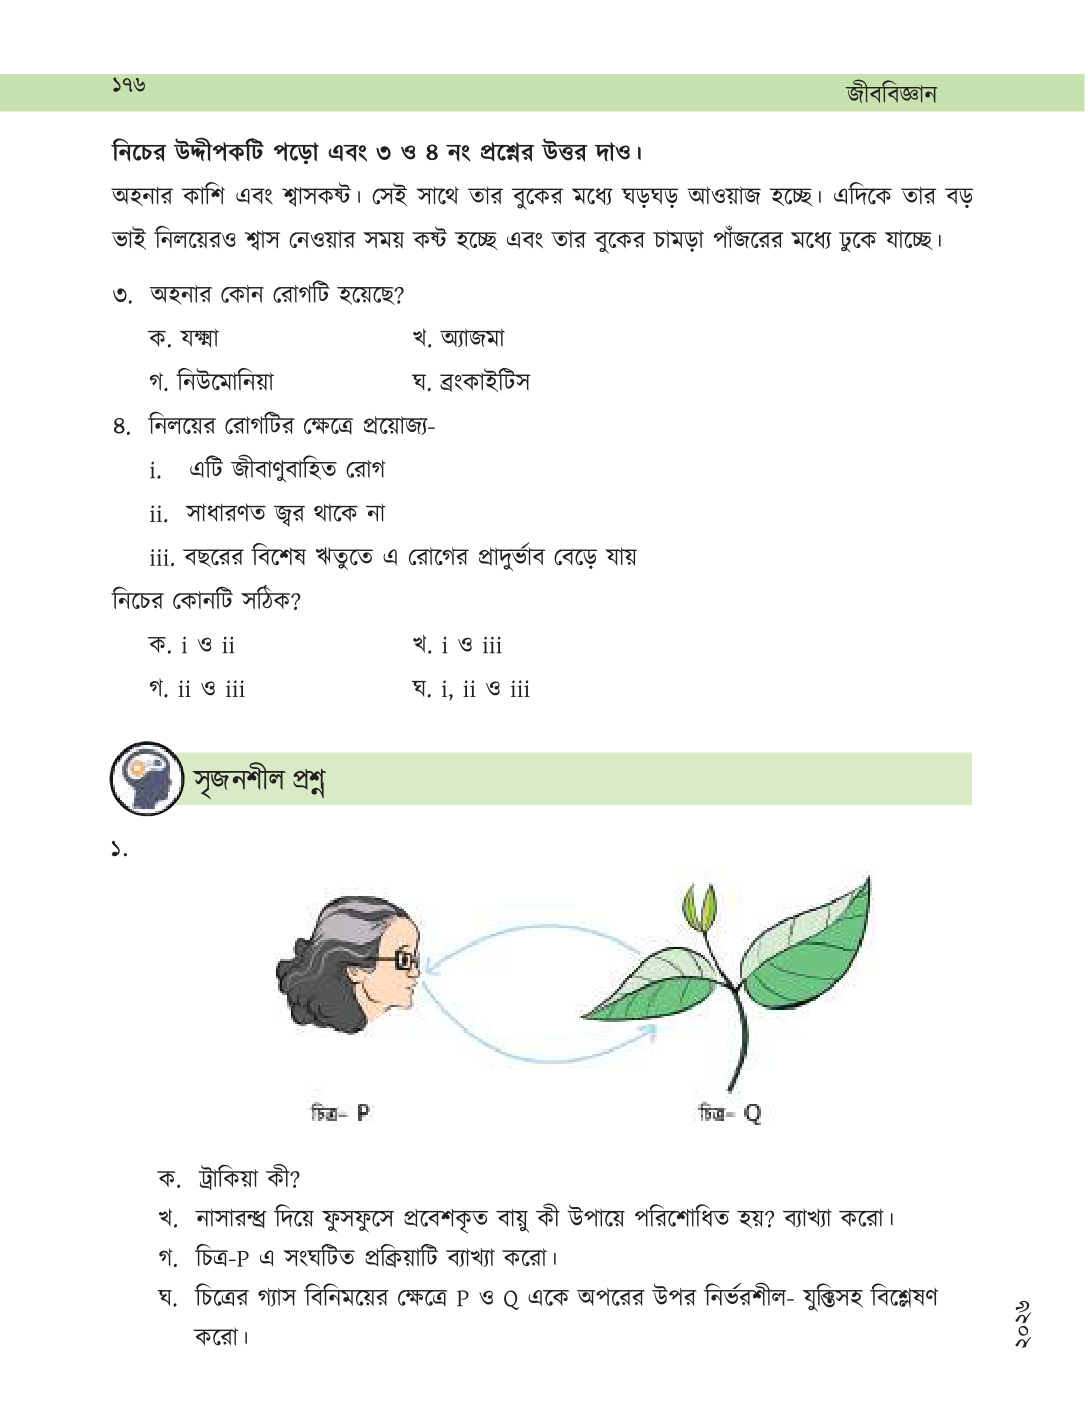 ১৭৬
জীববিজ্ঞান
নিচের উদ্দীপকটি পড়ো এবং ৩ ও ৪ নং প্রশ্নের উত্তর দাও।
অহনার কাশি এবং শ্বাসকষ্ট। সেই সাথে তার বুকের মধ্যে ঘড়ঘড় আওয়াজ হচ্ছে। এদিকে তার বড়
ভাই নিলয়েরও শ্বাস নেওয়ার সময় কষ্ট হচ্ছে এবং তার বুকের চামড়া পাঁজরের মধ্যে ঢুকে যাচ্ছে।
৩. অহনার কোন রোগটি হয়েছে?
ক. যক্ষ্মা খ. অ্যাজমা
গ. নিউমোনিয়া ঘ. ব্রংকাইটিস
৪. নিলয়ের রোগটির ক্ষেত্রে প্রয়োজ্য-
i. এটি জীবাণুবাহিত রোগ
ii. সাধারণত জ্বর থাকে না
iii. বছরের বিশেষ ঋতুতে এ রোগের প্রাদুর্ভাব বেড়ে যায়
নিচের কোনটি সঠিক?
ক. i ও ii খ. i ও iii
গ. ii ও iii ঘ. i, ii ও iii
সৃজনশীল প্রশ্ন
১.
চিত্র- P চিত্র- Q
ক. ট্রাকিয়া কী?
খ. নাসারন্ধ্র দিয়ে ফুসফুসে প্রবেশকৃত বায়ু কী উপায়ে পরিশোধিত হয়? ব্যাখ্যা করো।
গ. চিত্র-P এ সংঘটিত প্রক্রিয়াটি ব্যাখ্যা করো।
ঘ. চিত্রের গ্যাস বিনিময়ের ক্ষেত্রে P ও Q একে অপরের উপর নির্ভরশীল- যুক্তিসহ বিশ্লেষণ
করো।
২০২৬